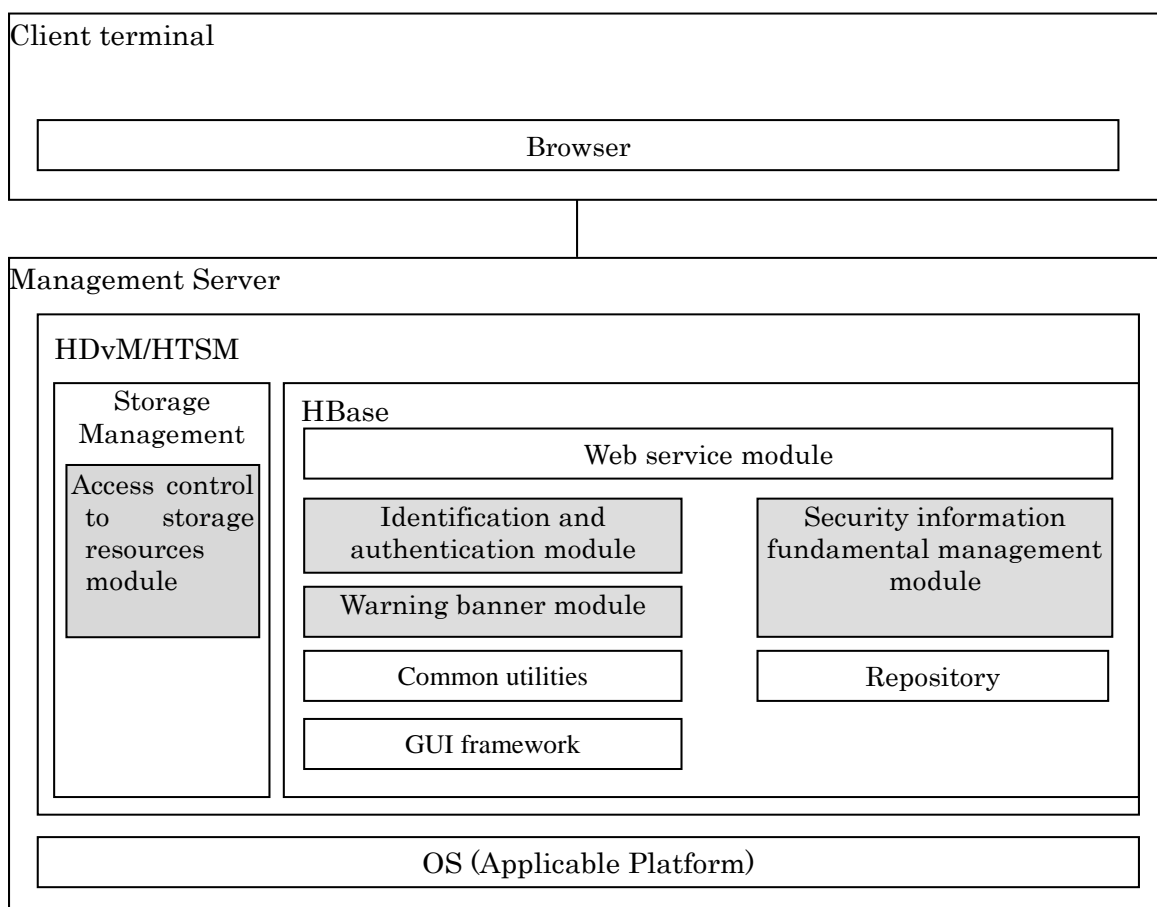 Client terminal
Browser
Management Server
HDvM/HTSM
Storage
Management
Access control
to storage
resources
module
HBase
Web service module
Identification and
authentication module
Warning banner module
Common utilities
GUI framework
Security information
fundamental management
module
Repository
OS (Applicable Platform)